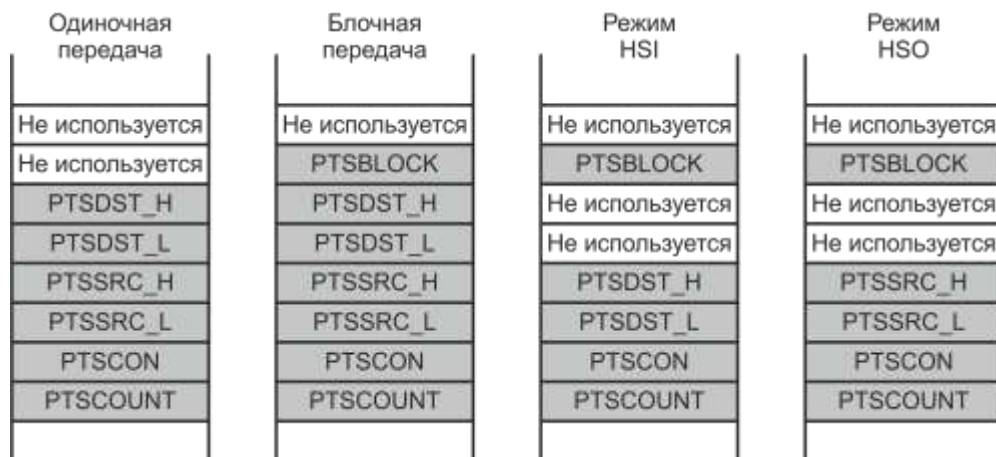 Одиночная
передача
Не используется
Не используется
PTSDST_H
PTSDST_L
PTSSRC_H
PTSSRC_L
PTSCON
PTSCOUNT
Блочная
передача
Не используется
PTSBLOCK
PTSDST_H
PTSDST_L
PTSSRC_H
PTSSRC_L
PTSCON
PTSCOUNT
Режим
HSI
Не используется
PTSBLOCK
Не используется
Не используется
PTSDST_H
PTSDST_L
PTSCON
PTSCOUNT
Режим
HSO
Не используется
PTSBLOCK
Не используется
Не используется
PTSSRC_H
PTSSRC_L
PTSCON
PTSCOUNT